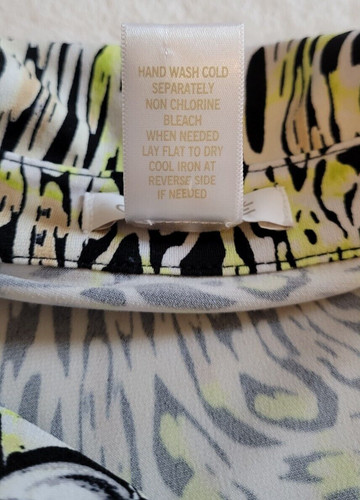 HAND WASH COLD
SEPARATELY
NON CHLORINE
BLEACH
WHEN NEEDED
LAY FLAT TO DRY
COOL IRON AT
REVERSE SIDE
IF NEEDED